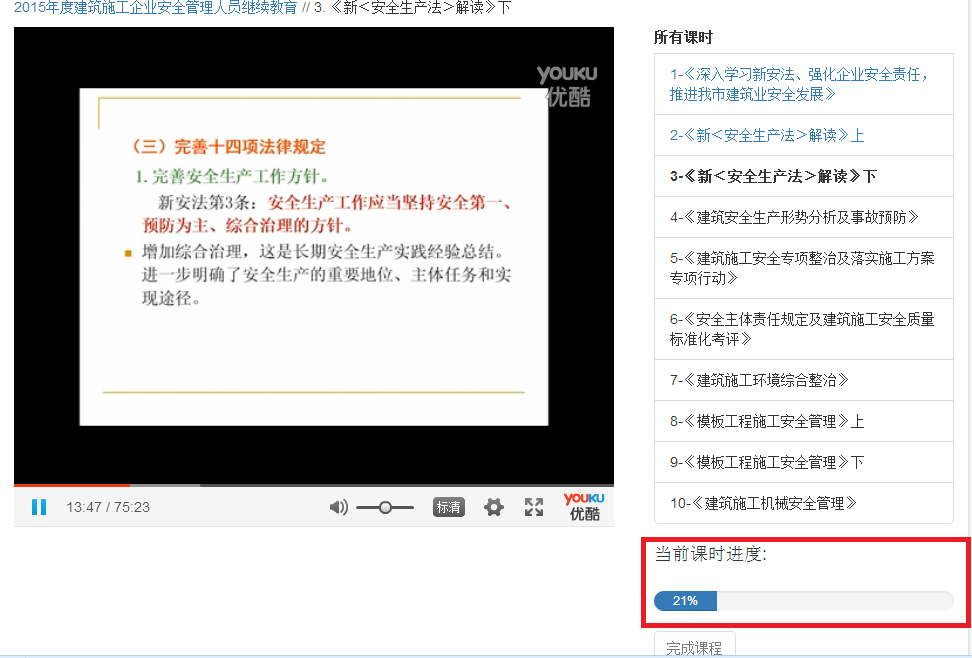 2015年度建筑施工企业安全管理人员继续教育 // 3.《新＜安全生产法＞解读》下
YOUKU
优酷
（三）完善十四项法律规定
1. 完善安全生产工作方针。
新安法第3条：安全生产工作应当坚持安全第一、
预防为主、综合治理的方针。
增加综合治理，这是长期安全生产实践经验总结。
进一步明确了安全生产的重要地位、主体任务和实
现途径。
13:47 / 75:23
标清
YOUKU
优酷
所有课时
1-《深入学习新安法、强化企业安全责任，
推进我市建筑业安全发展》
2-《新＜安全生产法＞解读》上
3-《新＜安全生产法＞解读》下
4-《建筑安全生产形势分析及事故预防》
5-《建筑施工安全专项整治及落实施工方案
专项行动》
6-《安全主体责任规定及建筑施工安全质量
标准化考评》
7-《建筑施工环境综合整治》
8-《模板工程施工安全管理》上
9-《模板工程施工安全管理》下
10-《建筑施工机械安全管理》
当前课时进度:
21%
完成课程